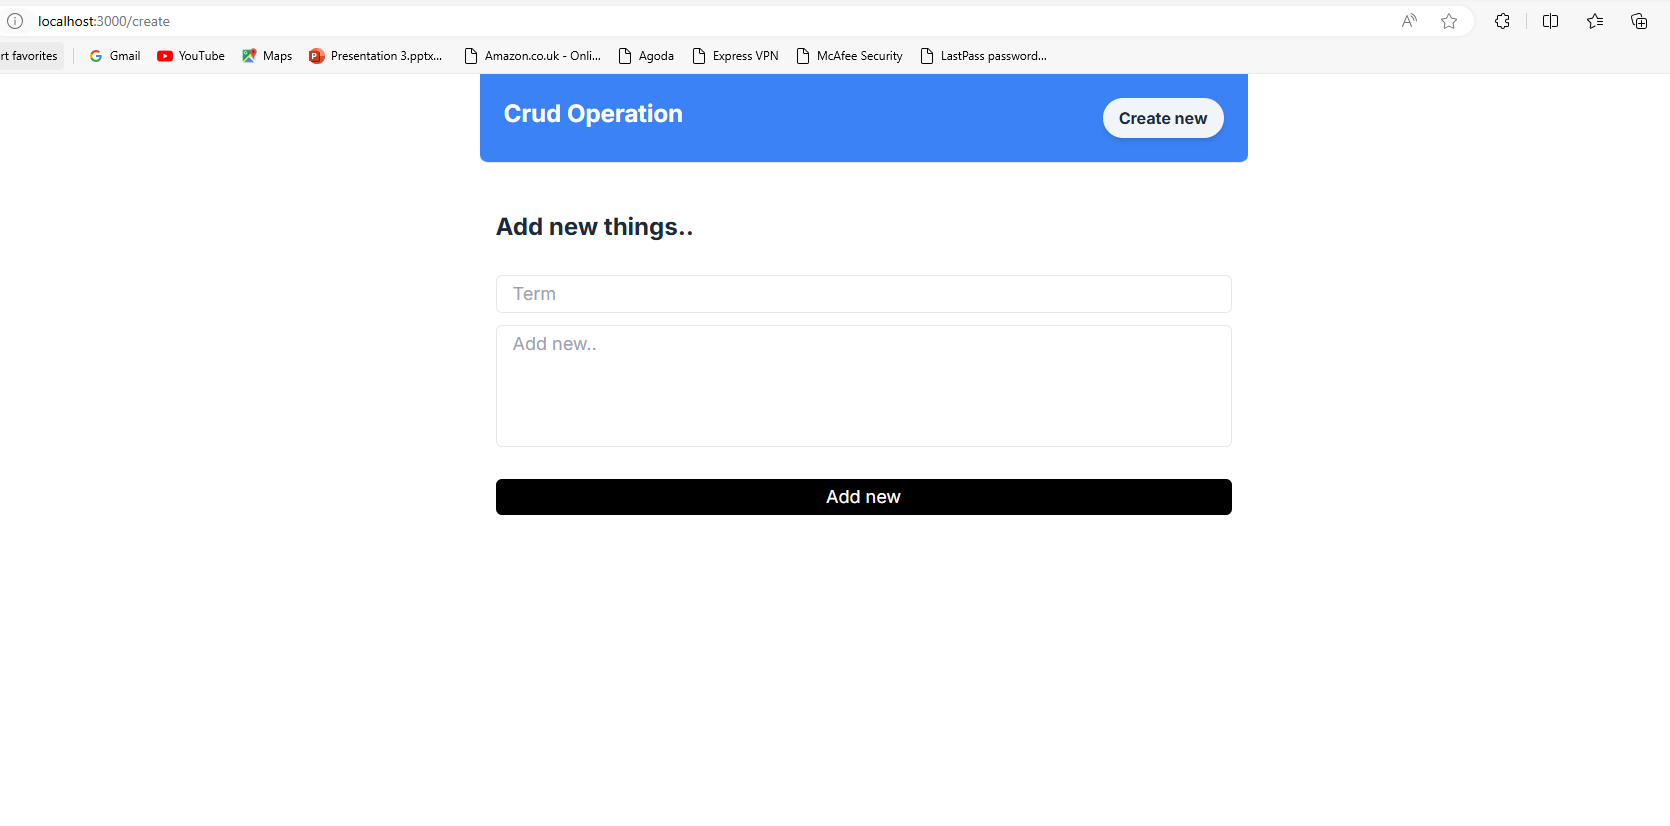 localhost:3000/create
rt favorites Gmail YouTube Maps Presentation 3.pptx... Amazon.co.uk - Onli... Agoda Express VPN McAfee Security LastPass password...
Crud Operation
Create new
Add new things..
Term
Add new..
Add new